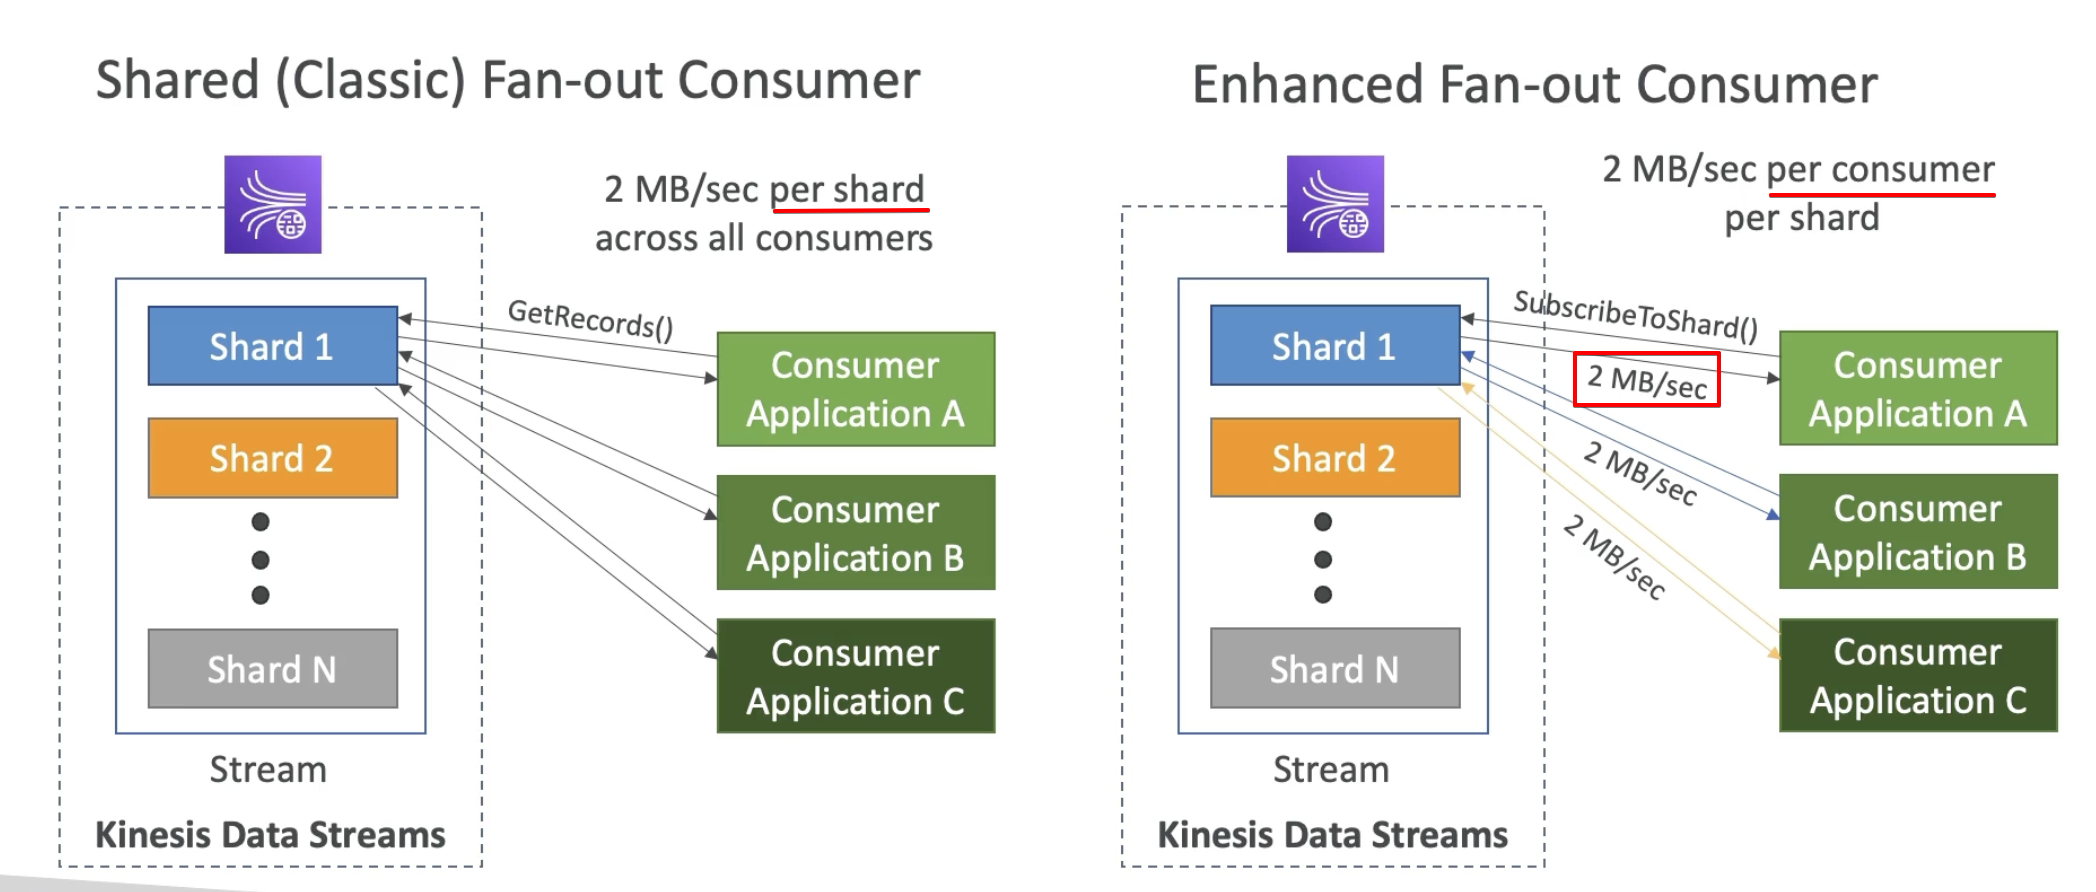 Shared (Classic) Fan-out Consumer
2 MB/sec per shard
across all consumers
GetRecords()
Shard 1
Shard 2
Shard N
Stream
Kinesis Data Streams
Consumer
Application A
Consumer
Application B
Consumer
Application C
Enhanced Fan-out Consumer
2 MB/sec per consumer
per shard
SubscribeToShard()
2 MB/sec
2 MB/sec
2 MB/sec
Shard 1
Shard 2
Shard N
Stream
Kinesis Data Streams
Consumer
Application A
Consumer
Application B
Consumer
Application C